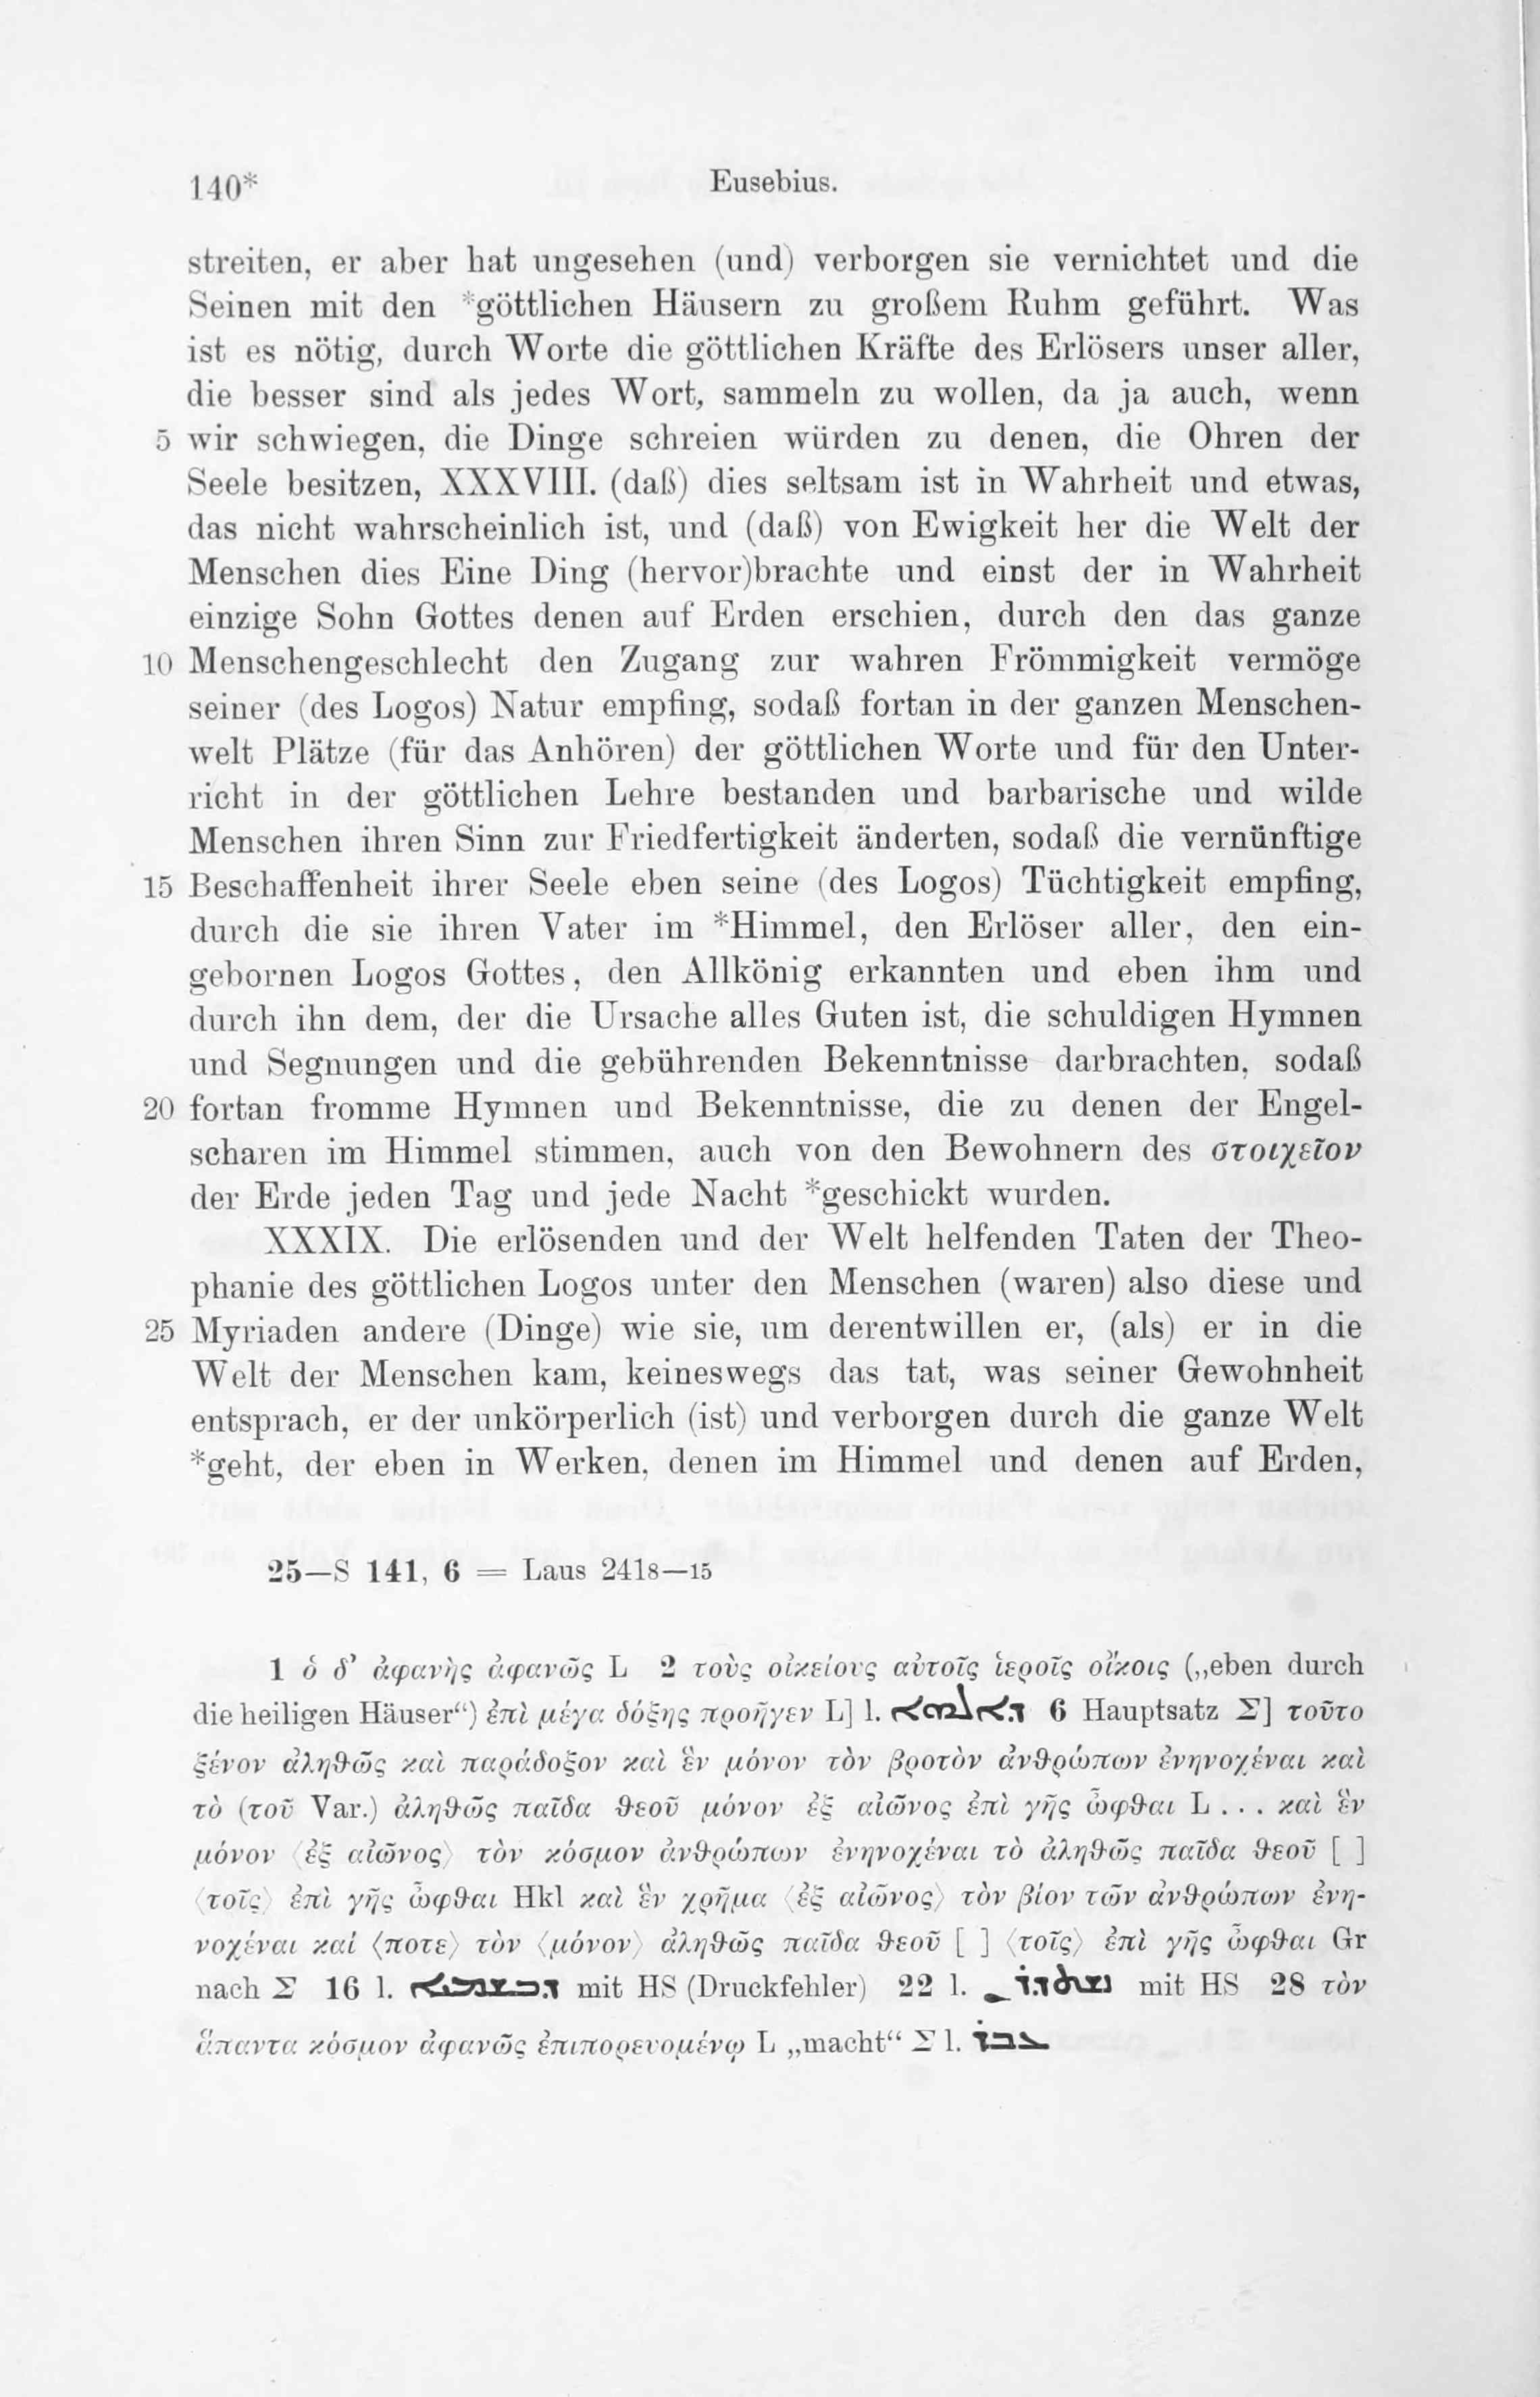 140*
Eusebius.
streiten, er aber hat ungesehen (und) verborgen sie vernichtet und die
Seinen mit den *göttlichen Häusern zu großem Ruhm geführt. Was
ist es nötig, durch Worte die göttlichen Kräfte des Erlösers unser aller,
die besser sind als jedes Wort, sammeln zu wollen, da ja auch, wenn
5 wir schwiegen, die Dinge schreien würden zu denen, die Ohren der
Seele besitzen, XXXVIII. (daß) dies seltsam ist in Wahrheit und etwas,
das nicht wahrscheinlich ist, und (daß) von Ewigkeit her die Welt der
Menschen dies Eine Ding (hervor)brachte und einst der in Wahrheit
einzige Sohn Gottes denen auf Erden erschien, durch den das ganze
10 Menschengeschlecht den Zugang zur wahren Frömmigkeit vermöge
seiner (des Logos) Natur empfing, sodaß fortan in der ganzen Menschen-
welt Plätze (für das Anhören) der göttlichen Worte und für den Unter-
richt in der göttlichen Lehre bestanden und barbarische und wilde
Menschen ihren Sinn zur Friedfertigkeit änderten, sodaß die vernünftige
15 Beschaffenheit ihrer Seele eben seine (des Logos) Tüchtigkeit empfing,
durch die sie ihren Vater im *Himmel, den Erlöser aller, den ein-
gebornen Logos Gottes, den Allkönig erkannten und eben ihm und
durch ihn dem, der die Ursache alles Guten ist, die schuldigen Hymnen
und Segnungen und die gebührenden Bekenntnisse darbrachten, sodaß
20 fortan fromme Hymnen und Bekenntnisse, die zu denen der Engel-
scharen im Himmel stimmen, auch von den Bewohnern des στοιχεῖον
der Erde jeden Tag und jede Nacht *geschickt wurden.
XXXIX. Die erlösenden und der Welt helfenden Taten der Theo-
phanie des göttlichen Logos unter den Menschen (waren) also diese und
25 Myriaden andere (Dinge) wie sie, um derentwillen er, (als) er in die
Welt der Menschen kam, keineswegs das tat, was seiner Gewohnheit
entsprach, er der unkörperlich (ist) und verborgen durch die ganze Welt
*geht, der eben in Werken, denen im Himmel und denen auf Erden,
25—S 141, 6 = Laus 2418—15
1 ὁ δ’ ἀφανὴς ἀφανῶς L 2 τοὺς οἰκείους αὐτοῖς ἱεροῖς οἴκοις („eben durch
die heiligen Häuser“) ἐπὶ μέγα δόξης προῆγεν L] l. ܕ.ܐܠܗܐ 6 Hauptsatz Σ] τοῦτο
ξένον ἀληθῶς καὶ παράδοξον καὶ ἓν μόνον τὸν βροτὸν ἀνθρώπων ἐνηνοχέναι καὶ
τὸ (τοῦ Var.) ἀληθῶς παῖδα θεοῦ μόνον ἐξ αἰῶνος ἐπὶ γῆς ὦφθαι L . . . καὶ ἓν
μόνον ⟨ἐξ αἰῶνος⟩ τὸν κόσμον ἀνθρώπων ἐνηνοχέναι τὸ ἀληθῶς παῖδα θεοῦ [ ]
⟨τοῖς⟩ ἐπὶ γῆς ὦφθαι Hkl καὶ ἓν χρῆμα ⟨ἐξ αἰῶνος⟩ τὸν βίον τῶν ἀνθρώπων ἐνη-
νοχέναι καί ⟨ποτε⟩ τὸν ⟨μόνον⟩ ἀληθῶς παῖδα θεοῦ [ ] ⟨τοῖς⟩ ἐπὶ γῆς ὦφθαι Gr
nach Σ 16 l. ܕ.ܒܫܡܝܐ mit HS (Druckfehler) 22 l. mit HS 28 τὸν
ἅπαντα κόσμον ἀφανῶς ἐπιπορευομένῳ L „macht“ Σ l. ܥܒܪ